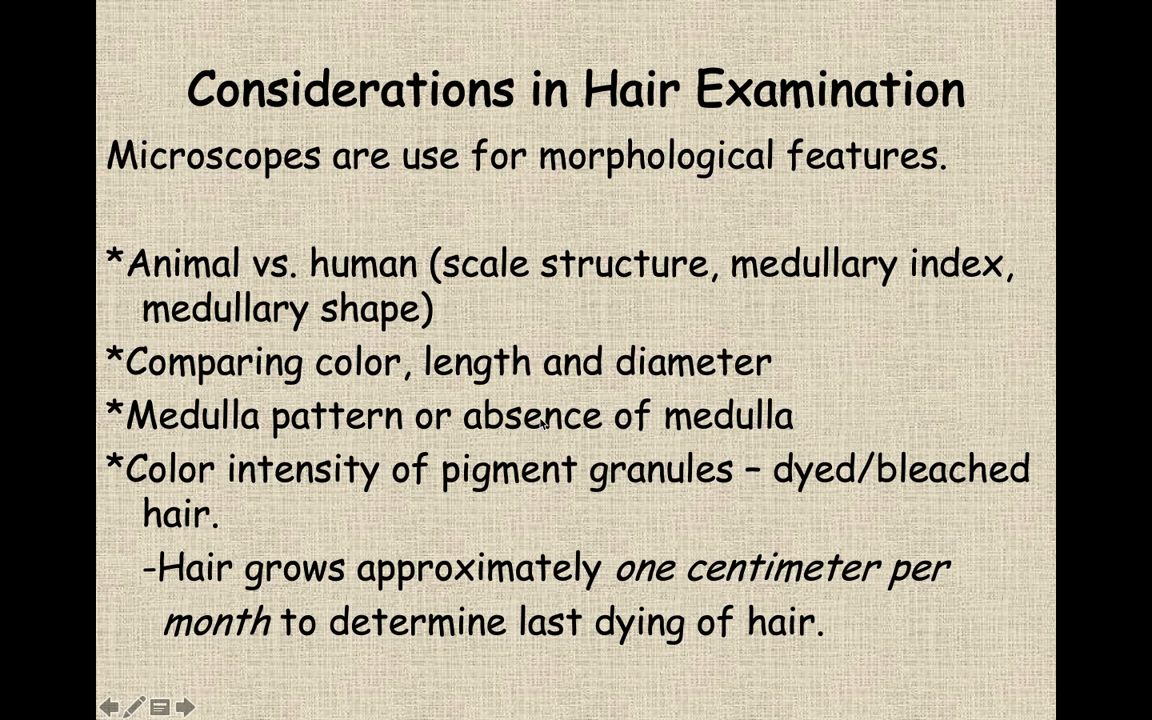 Considerations in Hair Examination
Microscopes are use for morphological features.
*Animal vs. human (scale structure, medullary index,
medullary shape)
*Comparing color, length and diameter
*Medulla pattern or absence of medulla
*Color intensity of pigment granules – dyed/bleached
hair.
-Hair grows approximately one centimeter per
month to determine last dying of hair.